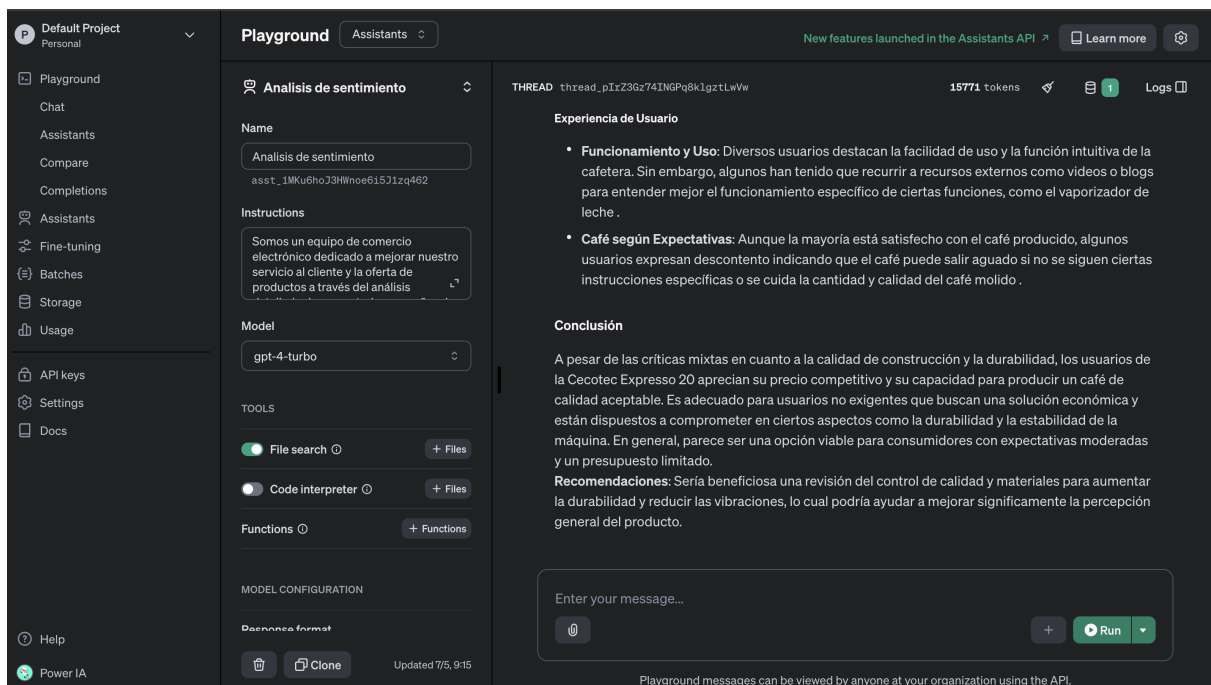 P
Default Project
Personal
Playground
Chat
Assistants
Compare
Completions
Assistants
Fine-tuning
Batches
Storage
Usage
API keys
Settings
Docs
Help
Power IA
Playground
Assistants
New features launched in the Assistants API ↗
Learn more
Analisis de sentimiento
Name
Analisis de sentimiento
asst_1MKu6hoJ3HWnoe6i5J1zq462
Instructions
Somos un equipo de comercio
electrónico dedicado a mejorar nuestro
servicio al cliente y la oferta de
productos a través del análisis
Model
gpt-4-turbo
TOOLS
File search
+ Files
Code interpreter
+ Files
Functions
+ Functions
MODEL CONFIGURATION
Response format
Clone
Updated 7/5, 9:15
THREAD thread_pIrZ3Gz74INGPq8klgztLwVw
15771 tokens
1
Logs
Experiencia de Usuario
• Funcionamiento y Uso: Diversos usuarios destacan la facilidad de uso y la función intuitiva de la
cafetera. Sin embargo, algunos han tenido que recurrir a recursos externos como videos o blogs
para entender mejor el funcionamiento específico de ciertas funciones, como el vaporizador de
leche .
• Café según Expectativas: Aunque la mayoría está satisfecho con el café producido, algunos
usuarios expresan descontento indicando que el café puede salir aguado si no se siguen ciertas
instrucciones específicas o se cuida la cantidad y calidad del café molido .
Conclusión
A pesar de las críticas mixtas en cuanto a la calidad de construcción y la durabilidad, los usuarios de
la Cecotec Expresso 20 aprecian su precio competitivo y su capacidad para producir un café de
calidad aceptable. Es adecuado para usuarios no exigentes que buscan una solución económica y
están dispuestos a comprometer en ciertos aspectos como la durabilidad y la estabilidad de la
máquina. En general, parece ser una opción viable para consumidores con expectativas moderadas
y un presupuesto limitado.
Recomendaciones: Sería beneficiosa una revisión del control de calidad y materiales para aumentar
la durabilidad y reducir las vibraciones, lo cual podría ayudar a mejorar significamente la percepción
general del producto.
Enter your message...
Run
Playground messages can be viewed by anyone at your organization using the API.